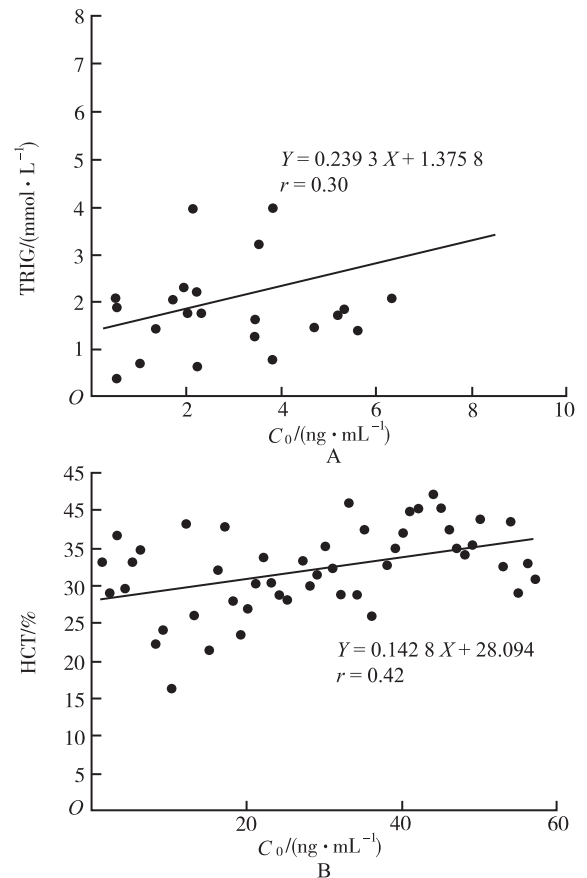 8
7
6
5
4
3
2
1
O
2
4
6
8
10
TRIG/(mmol·L⁻¹)
Y = 0.239 3 X + 1.375 8
r = 0.30
C₀/(ng·mL⁻¹)
A
45
45
35
30
25
20
15
10
5
O
20
40
60
HCT/%
Y = 0.142 8 X + 28.094
r = 0.42
C₀/(ng·mL⁻¹)
B